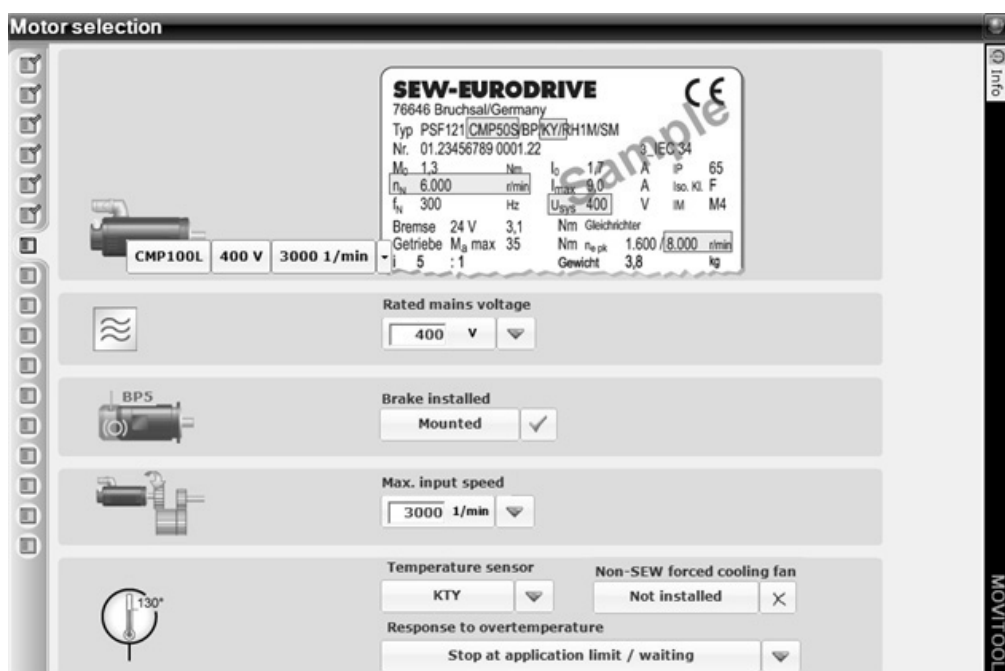 Motor selection
Info
SEW-EURODRIVE CE
76646 Bruchsal/Germany
Typ PSF121 CMP50S/BP/KY/RH1M/SM
Nr. 01.23456789 0001.22 3_IEC 34
M0 1,3 Nm I0 1,7 A IP 65
nN 6.000 r/min Imax 9,0 A Iso. Kl. F
fN 300 Hz Usys 400 V IM M4
Bremse 24 V 3,1 Nm Gleichrichter
Getriebe Ma max 35 Nm ne pk 1.600 / 8.000 r/min
i 5 :1 Gewicht 3,8 kg
Sample
CMP100L 400 V 3000 1/min
Rated mains voltage
400 V
BP5
Brake installed
Mounted
Max. input speed
3000 1/min
Temperature sensor
KTY
Non-SEW forced cooling fan
Not installed
130°
Response to overtemperature
Stop at application limit / waiting